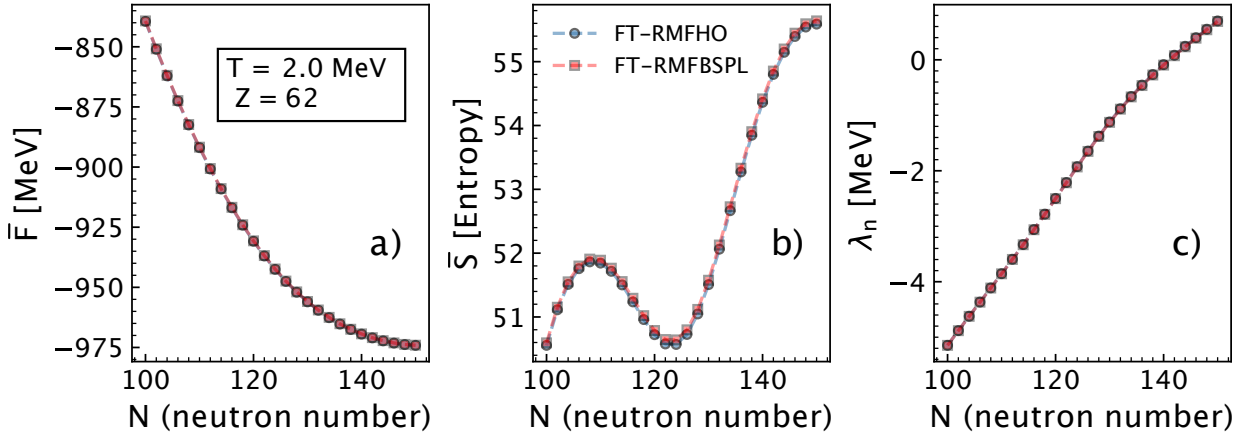 F̅ [MeV]
−850
−875
−900
−925
−950
−975
T = 2.0 MeV
Z = 62
a)
100
120
140
N (neutron number)
S̅ [Entropy]
55
54
53
52
51
FT−RMFHO
FT−RMFBSPL
b)
100
120
140
N (neutron number)
λₙ [MeV]
0
−2
−4
c)
100
120
140
N (neutron number)